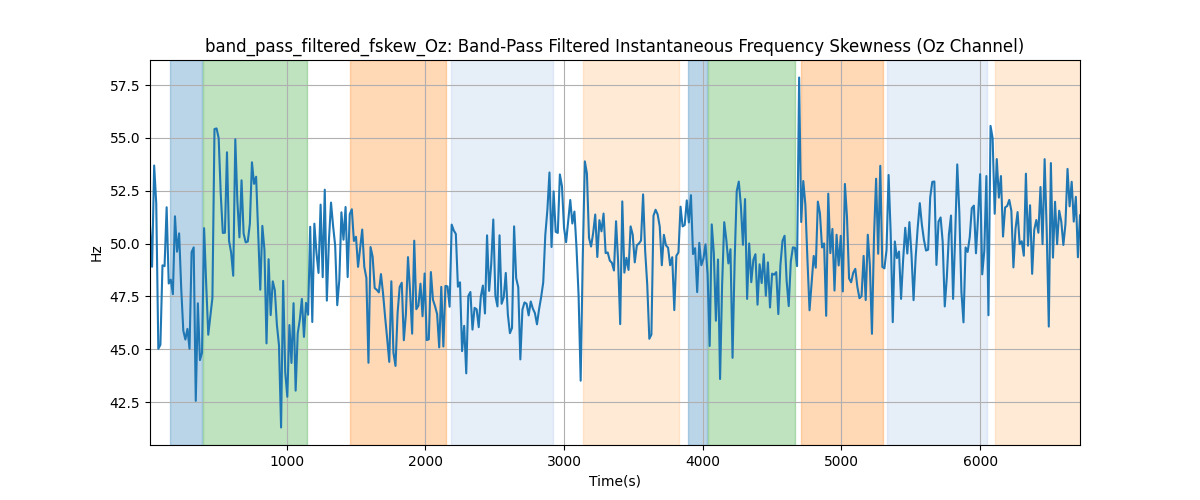 band_pass_filtered_fskew_Oz: Band-Pass Filtered Instantaneous Frequency Skewness (Oz Channel)
57.5
55.0
52.5
50.0
47.5
45.0
42.5
Hz
1000 2000 3000 4000 5000 6000
Time(s)